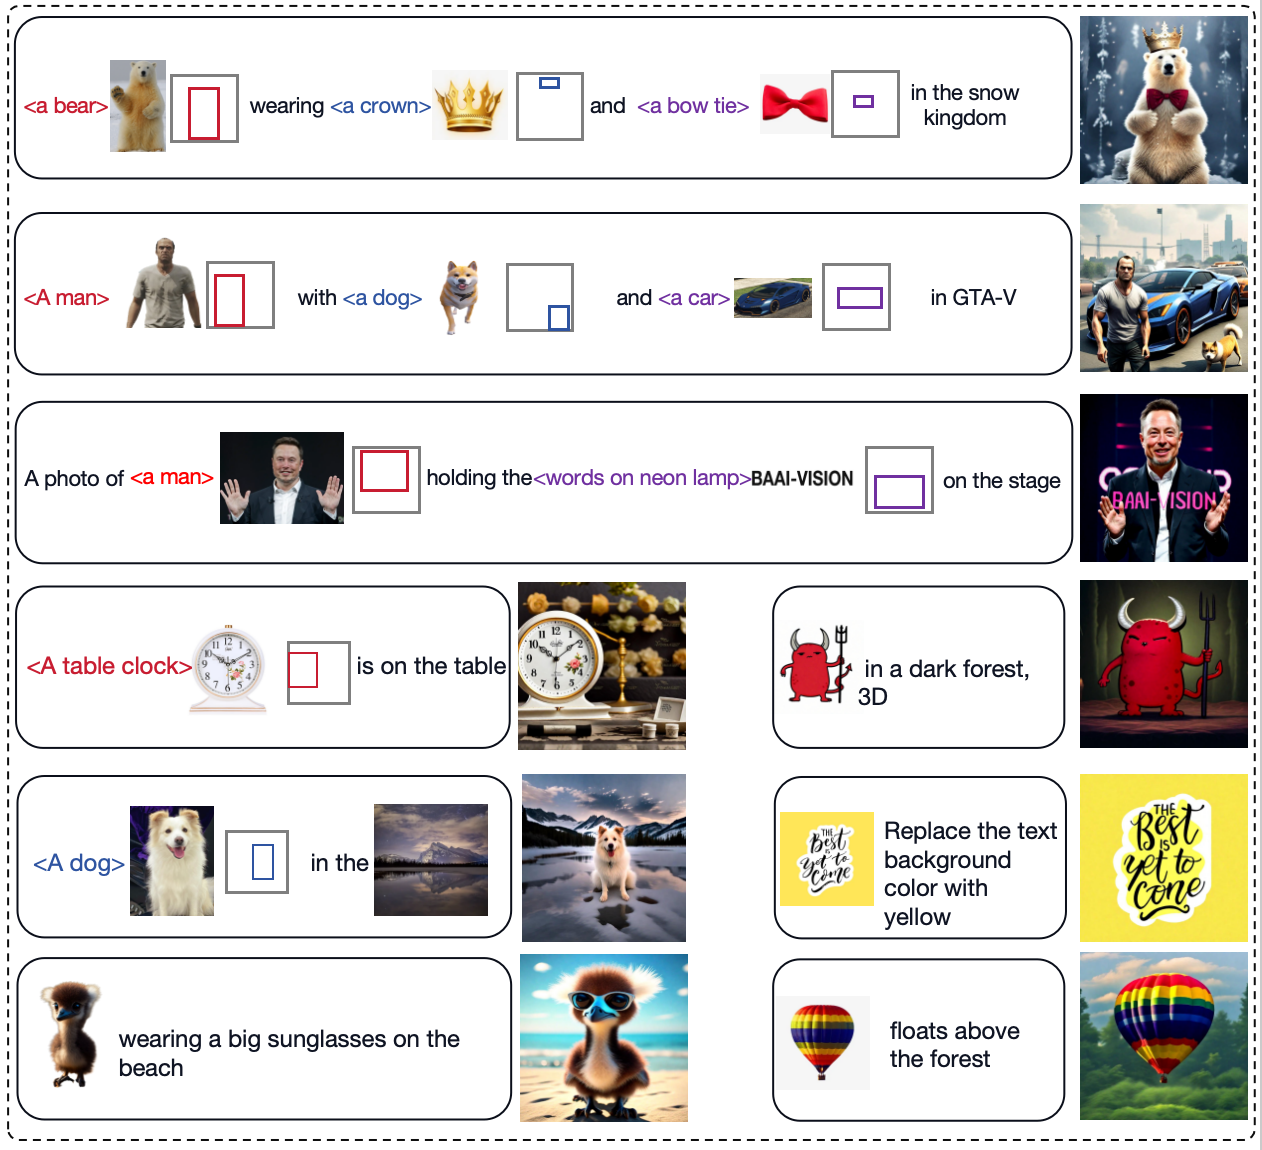 <a bear> wearing <a crown> and <a bow tie> in the snow
kingdom
<A man> with <a dog> and <a car> in GTA-V
A photo of <a man> holding the<words on neon lamp>BAAI-VISION on the stage
BAAI-VISION
<A table clock> is on the table
in a dark forest,
3D
<A dog> in the
THE
Best
IS
yet to
Come
Replace the text
background
color with
yellow
THE
Best
IS
yet to
Cone
wearing a big sunglasses on the
beach
floats above
the forest